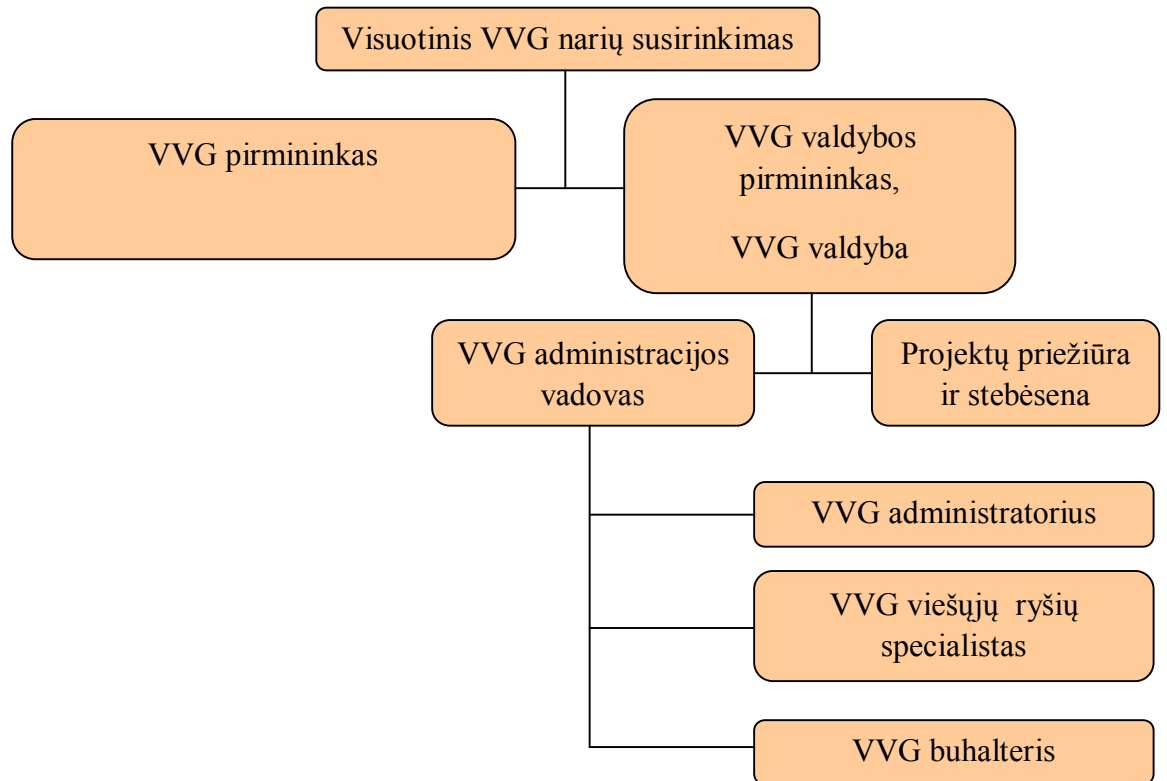 Visuotinis VVG narių susirinkimas
VVG pirmininkas
VVG valdybos
pirmininkas,
VVG valdyba
VVG administracijos
vadovas
Projektų priežiūra
ir stebėsena
VVG administratorius
VVG viešųjų  ryšių
specialistas
VVG buhalteris